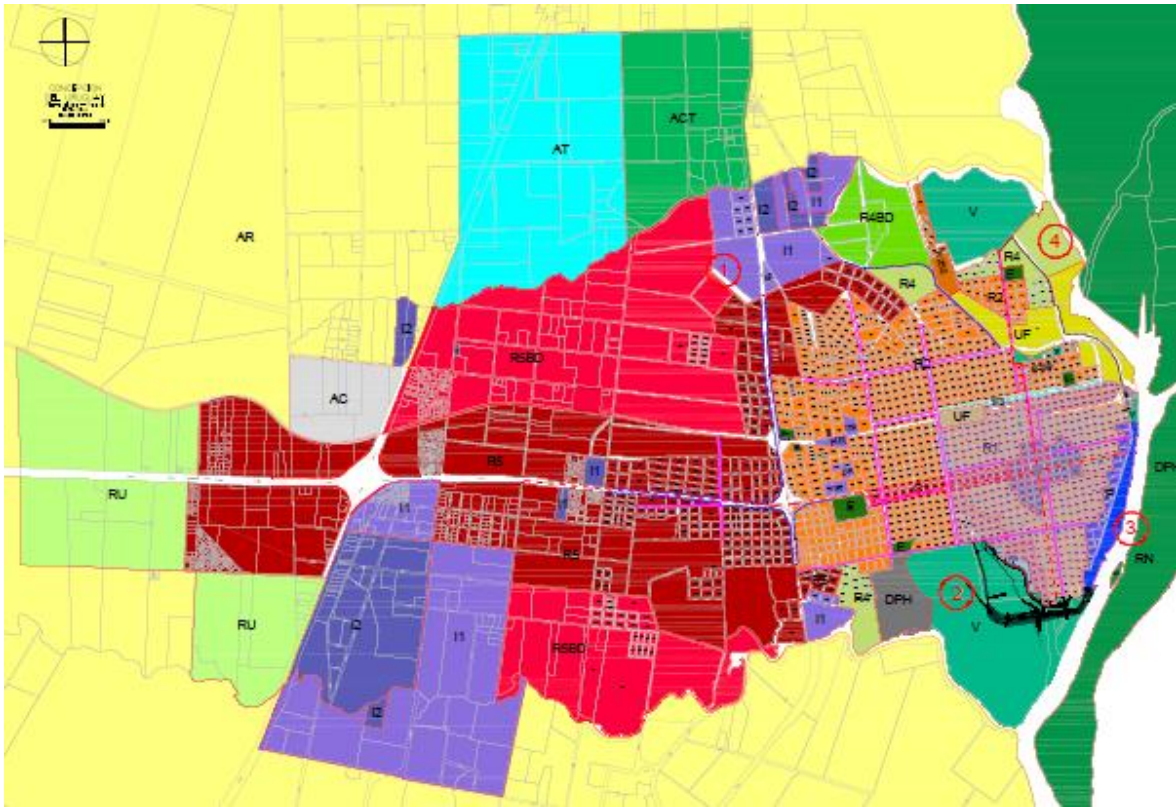 CONCEPCION
AT
ACT
AR
I2
I2
I2
I1
R4BD
V
4
1
I1
R4
R4
E
R2
UF
I2
R5BD
AC
UF
R1
R5
I1
RU
I1
E
P
3
DPH
RN
R5
E
I2
I1
RU
R5BD
I1
R4
DPH
2
V
I2